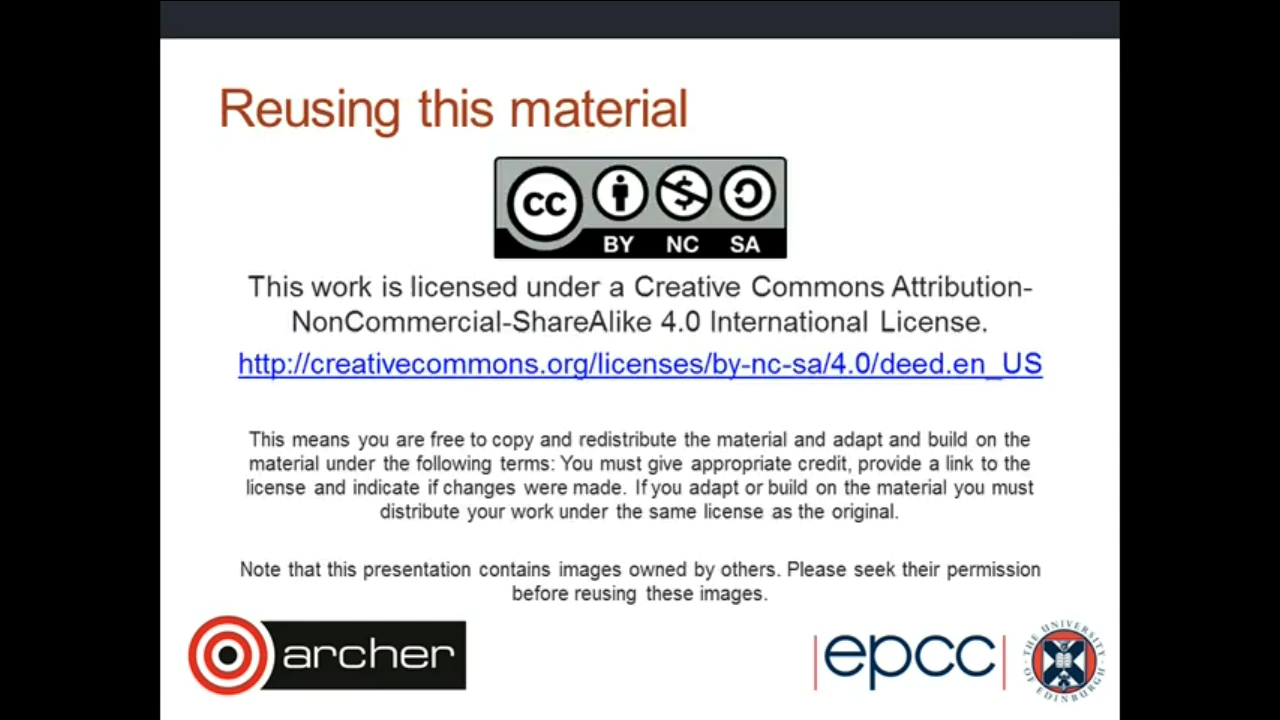 Reusing this material
CC
BY NC SA
This work is licensed under a Creative Commons Attribution-
NonCommercial-ShareAlike 4.0 International License.
http://creativecommons.org/licenses/by-nc-sa/4.0/deed.en_US
This means you are free to copy and redistribute the material and adapt and build on the
material under the following terms: You must give appropriate credit, provide a link to the
license and indicate if changes were made. If you adapt or build on the material you must
distribute your work under the same license as the original.
Note that this presentation contains images owned by others. Please seek their permission
before reusing these images.
archer
epcc
THE UNIVERSITY
OF EDINBURGH